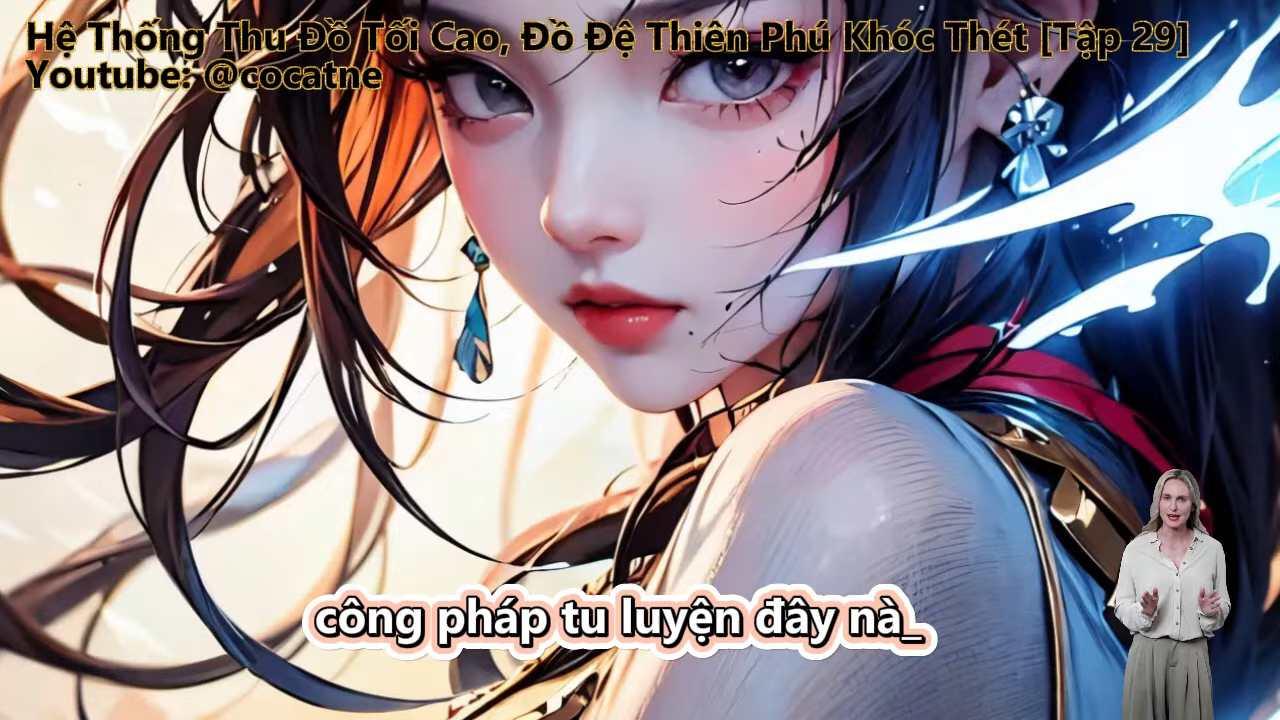 Hệ Thống Thu Đồ Tối Cao, Đồ Đệ Thiên Phú Khóc Thét [Tập 29]
Youtube: @cocatne
công pháp tu luyện đây nà_